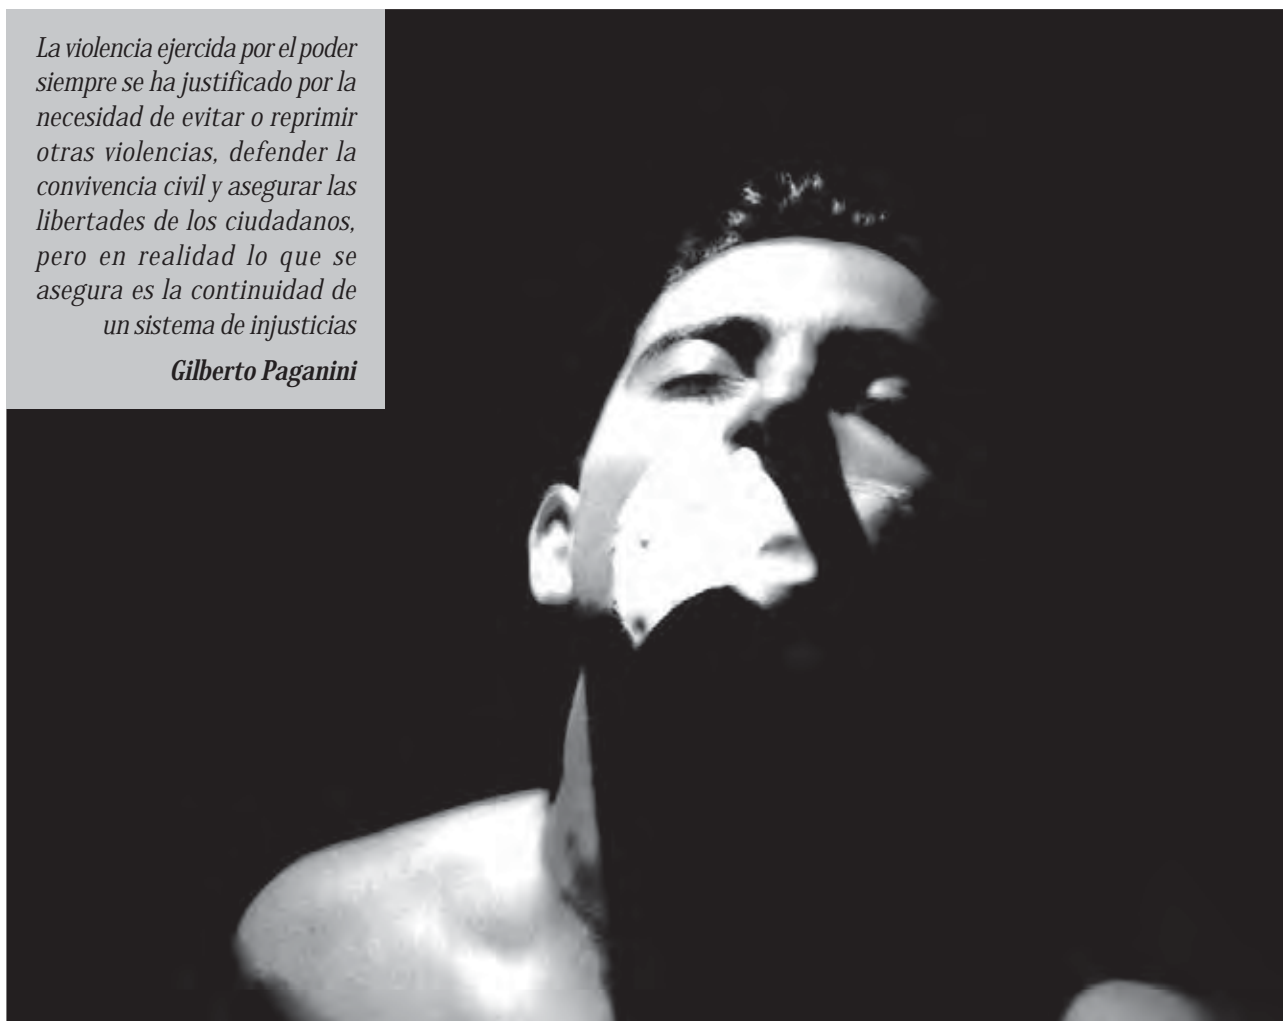 La violencia ejercida por el poder
siempre se ha justificado por la
necesidad de evitar o reprimir
otras violencias, defender la
convivencia civil y asegurar las
libertades de los ciudadanos,
pero en realidad lo que se
asegura es la continuidad de
un sistema de injusticias
Gilberto Paganini